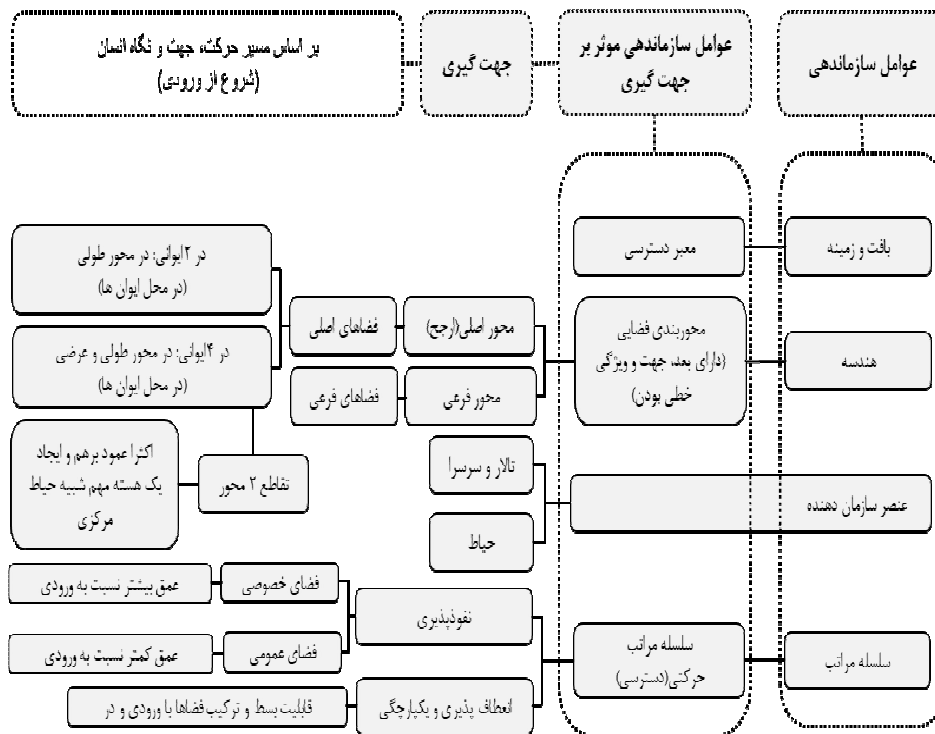 عوامل سازماندهی
عوامل سازماندهی موثر بر
جهت گیری
جهت گیری
بر اساس مسیر حرکت، جهت و نگاه انسان
(شروع از ورودی)
بافت و زمینه
معبر دسترسی
هندسه
محوربندی فضایی
(دارای بعد، جهت و ویژگی
خطی بودن)
محور اصلی(ارجح)
فضاهای اصلی
در ۲ایوانی: در محور طولی
(در محل ایوان ها)
در ۴ایوانی: در محور طولی و عرضی
(در محل ایوان ها)
محور فرعی
فضاهای فرعی
تقاطع ۲ محور
اکثرا عمود برهم و ایجاد
یک هسته مهم شبیه حیاط
مرکزی
عنصر سازمان دهنده
تالار و سرسرا
حیاط
سلسله مراتب
سلسله مراتب
حرکتی(دسترسی)
نفوذپذیری
فضای خصوصی
عمق بیشتر نسبت به ورودی
فضای عمومی
عمق کمتر نسبت به ورودی
انعطاف پذیری و یکپارچگی
قابلیت بسط و ترکیب فضاها با ورودی و در